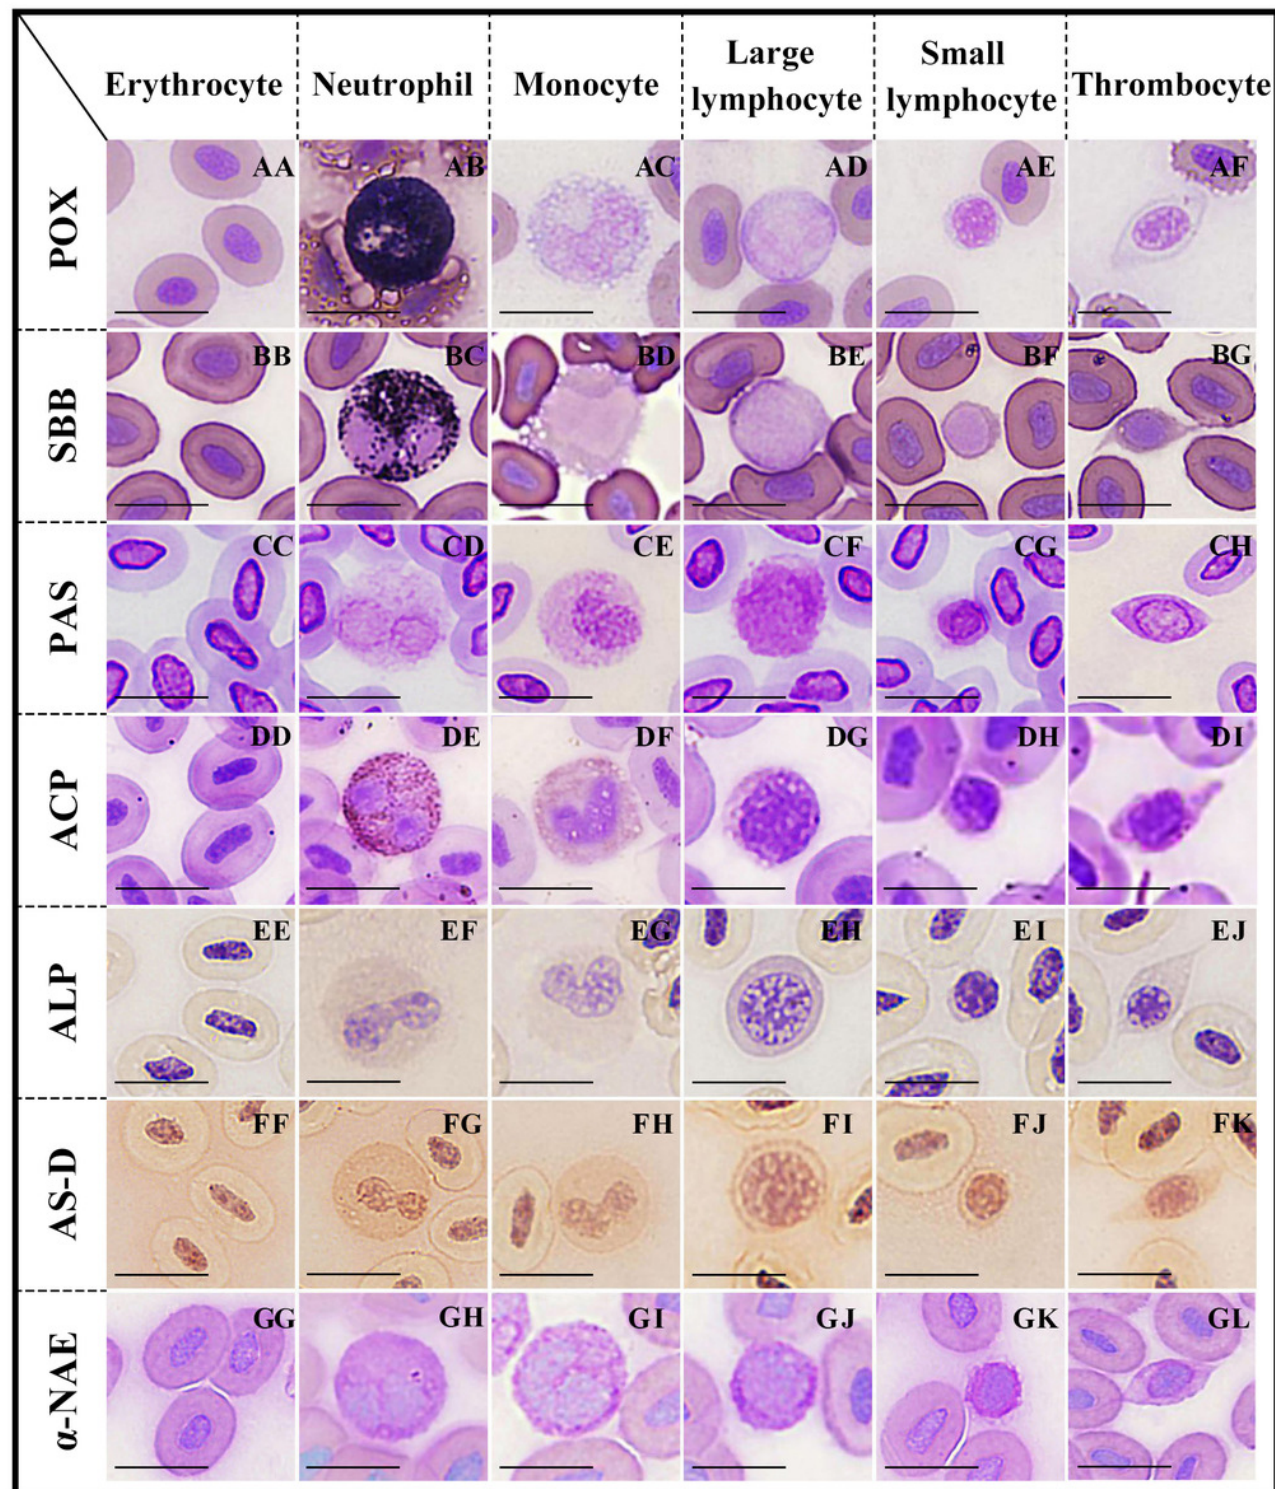 Erythrocyte Neutrophil Monocyte Large lymphocyte Small lymphocyte Thrombocyte
POX AA AB AC AD AE AF
SBB BB BC BD BE BF BG
PAS CC CD CE CF CG CH
ACP DD DE DF DG DH DI
ALP EE EF EG EH EI EJ
AS-D FF FG FH FI FJ FK
α-NAE GG GH GI GJ GK GL